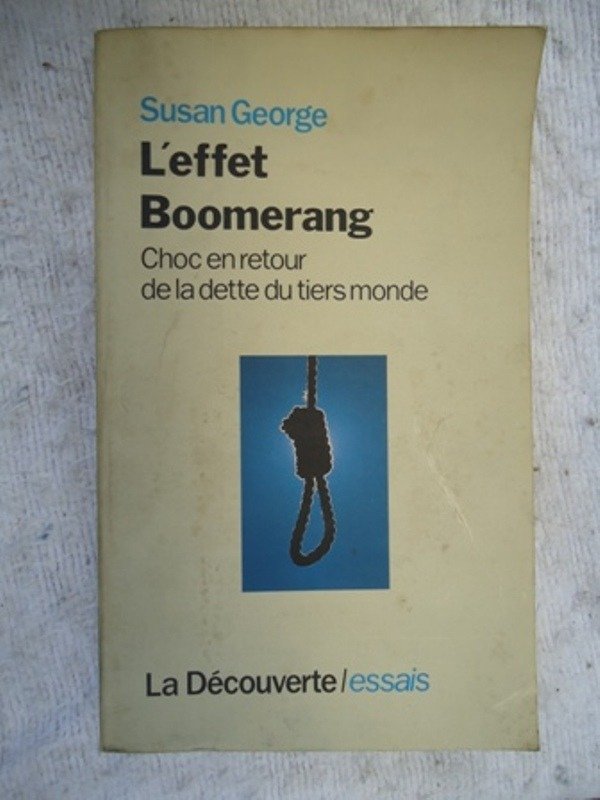 Susan George
L'effet
Boomerang
Choc en retour
de la dette du tiers monde
La Découverte/essais